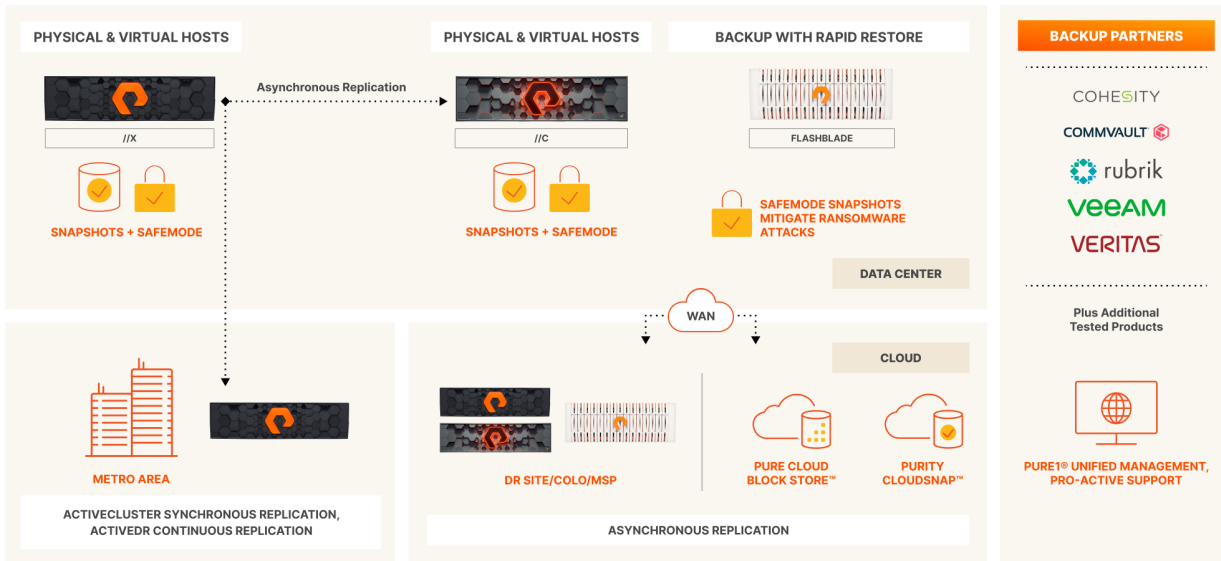 PHYSICAL & VIRTUAL HOSTS
Asynchronous Replication
//X
SNAPSHOTS + SAFEMODE
PHYSICAL & VIRTUAL HOSTS
//C
SNAPSHOTS + SAFEMODE
BACKUP WITH RAPID RESTORE
FLASHBLADE
SAFEMODE SNAPSHOTS
MITIGATE RANSOMWARE
ATTACKS
DATA CENTER
WAN
METRO AREA
ACTIVECLUSTER SYNCHRONOUS REPLICATION,
ACTIVEDR CONTINUOUS REPLICATION
CLOUD
DR SITE/COLO/MSP
PURE CLOUD
BLOCK STORE™
PURITY
CLOUDSNAP™
ASYNCHRONOUS REPLICATION
BACKUP PARTNERS
COHESITY
COMMVAULT
rubrik
veeAM
VERITAS
Plus Additional
Tested Products
PURE1® UNIFIED MANAGEMENT,
PRO-ACTIVE SUPPORT